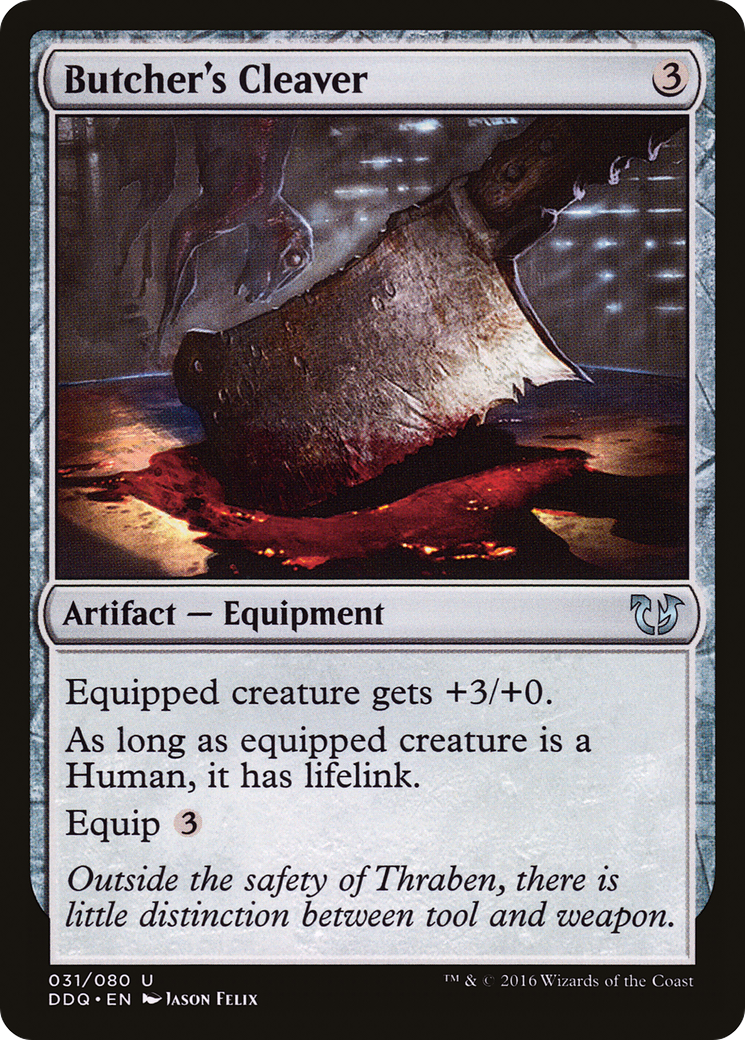 Butcher's Cleaver 3
Artifact — Equipment
Equipped creature gets +3/+0.
As long as equipped creature is a
Human, it has lifelink.
Equip 3
Outside the safety of Thraben, there is
little distinction between tool and weapon.
031/080 U
DDQ • EN Jason Felix
™ & © 2016 Wizards of the Coast